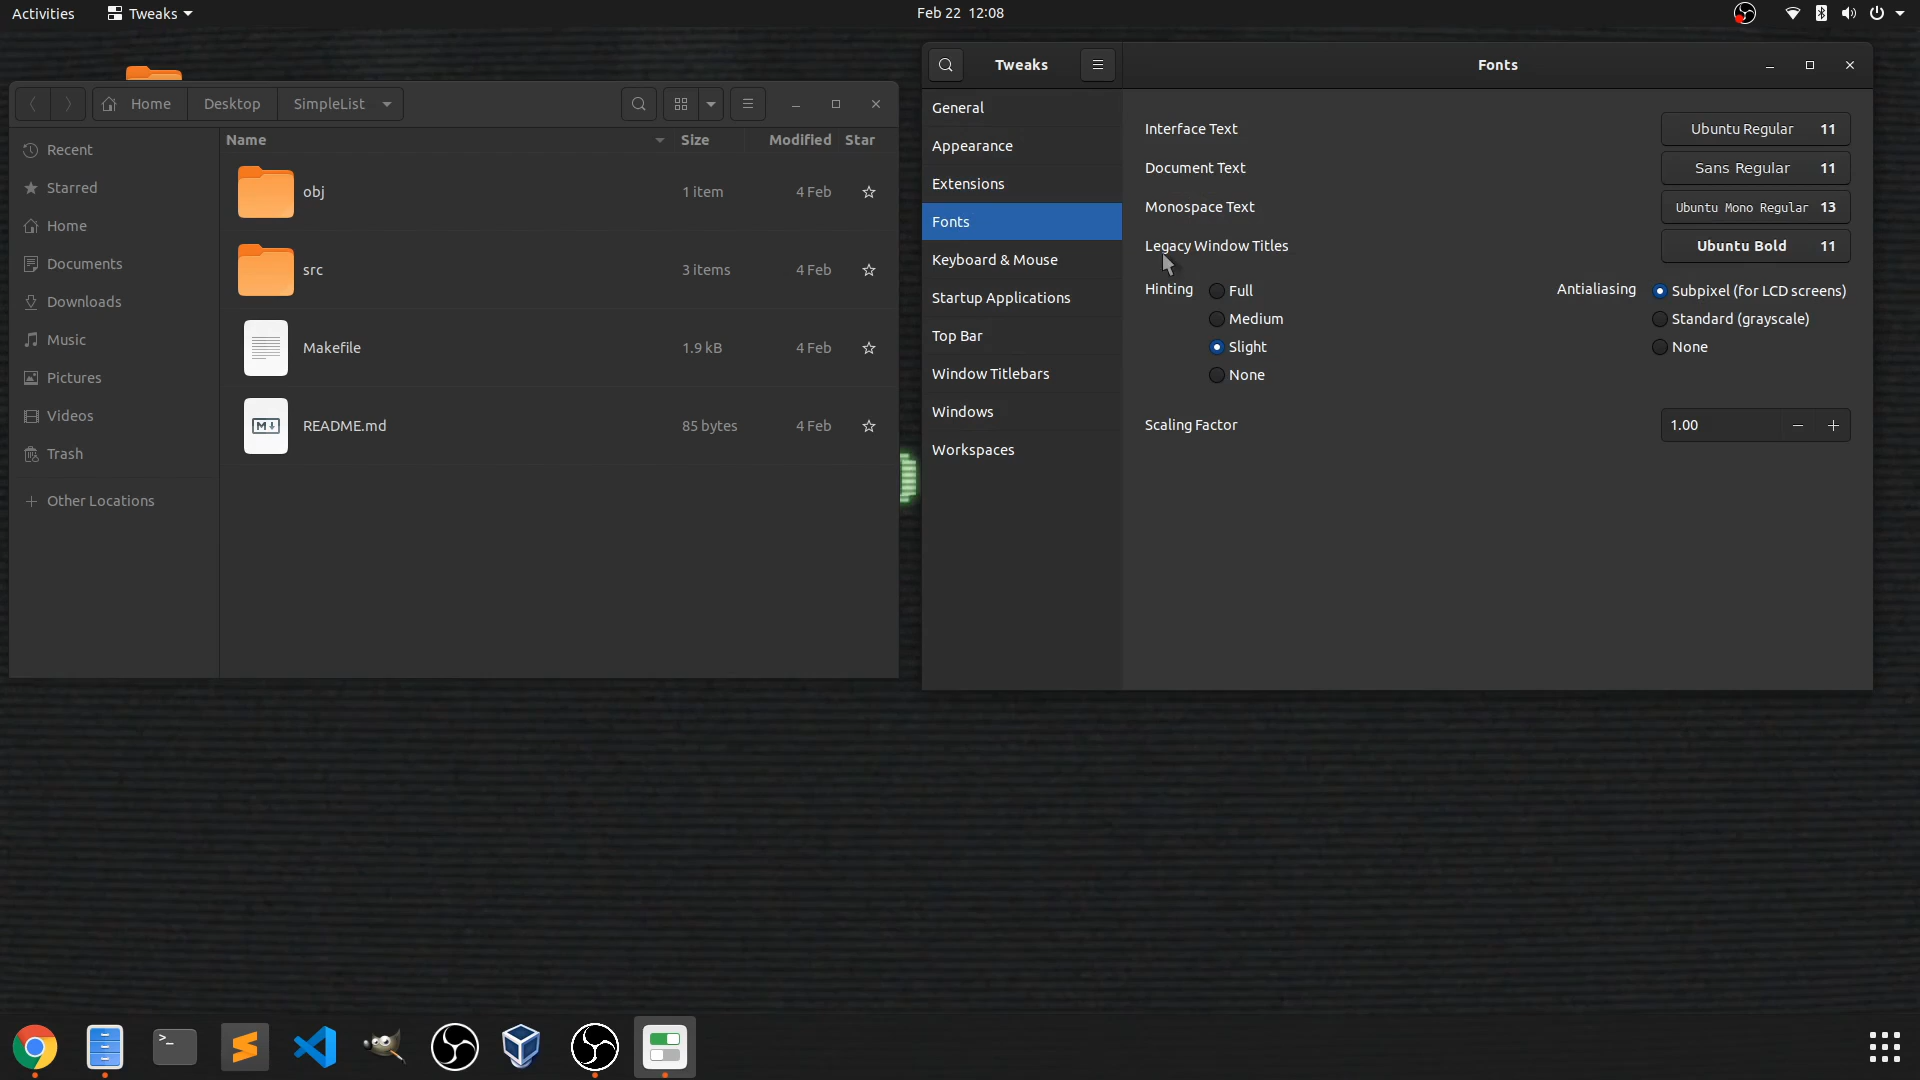 Activities
Tweaks
Feb 22 12:08
Home
Desktop
SimpleList
Name
Size
Modified
Star
Recent
Starred
Home
Documents
Downloads
Music
Pictures
Videos
Trash
Other Locations
obj
1 item
4 Feb
src
3 items
4 Feb
Makefile
1.9 kB
4 Feb
M
README.md
85 bytes
4 Feb
Tweaks
Fonts
General
Appearance
Extensions
Fonts
Keyboard & Mouse
Startup Applications
Top Bar
Window Titlebars
Windows
Workspaces
Interface Text
Ubuntu Regular 11
Document Text
Sans Regular 11
Monospace Text
Ubuntu Mono Regular 13
Legacy Window Titles
Ubuntu Bold 11
Hinting
Full
Medium
Slight
None
Antialiasing
Subpixel (for LCD screens)
Standard (grayscale)
None
Scaling Factor
1.00
>_